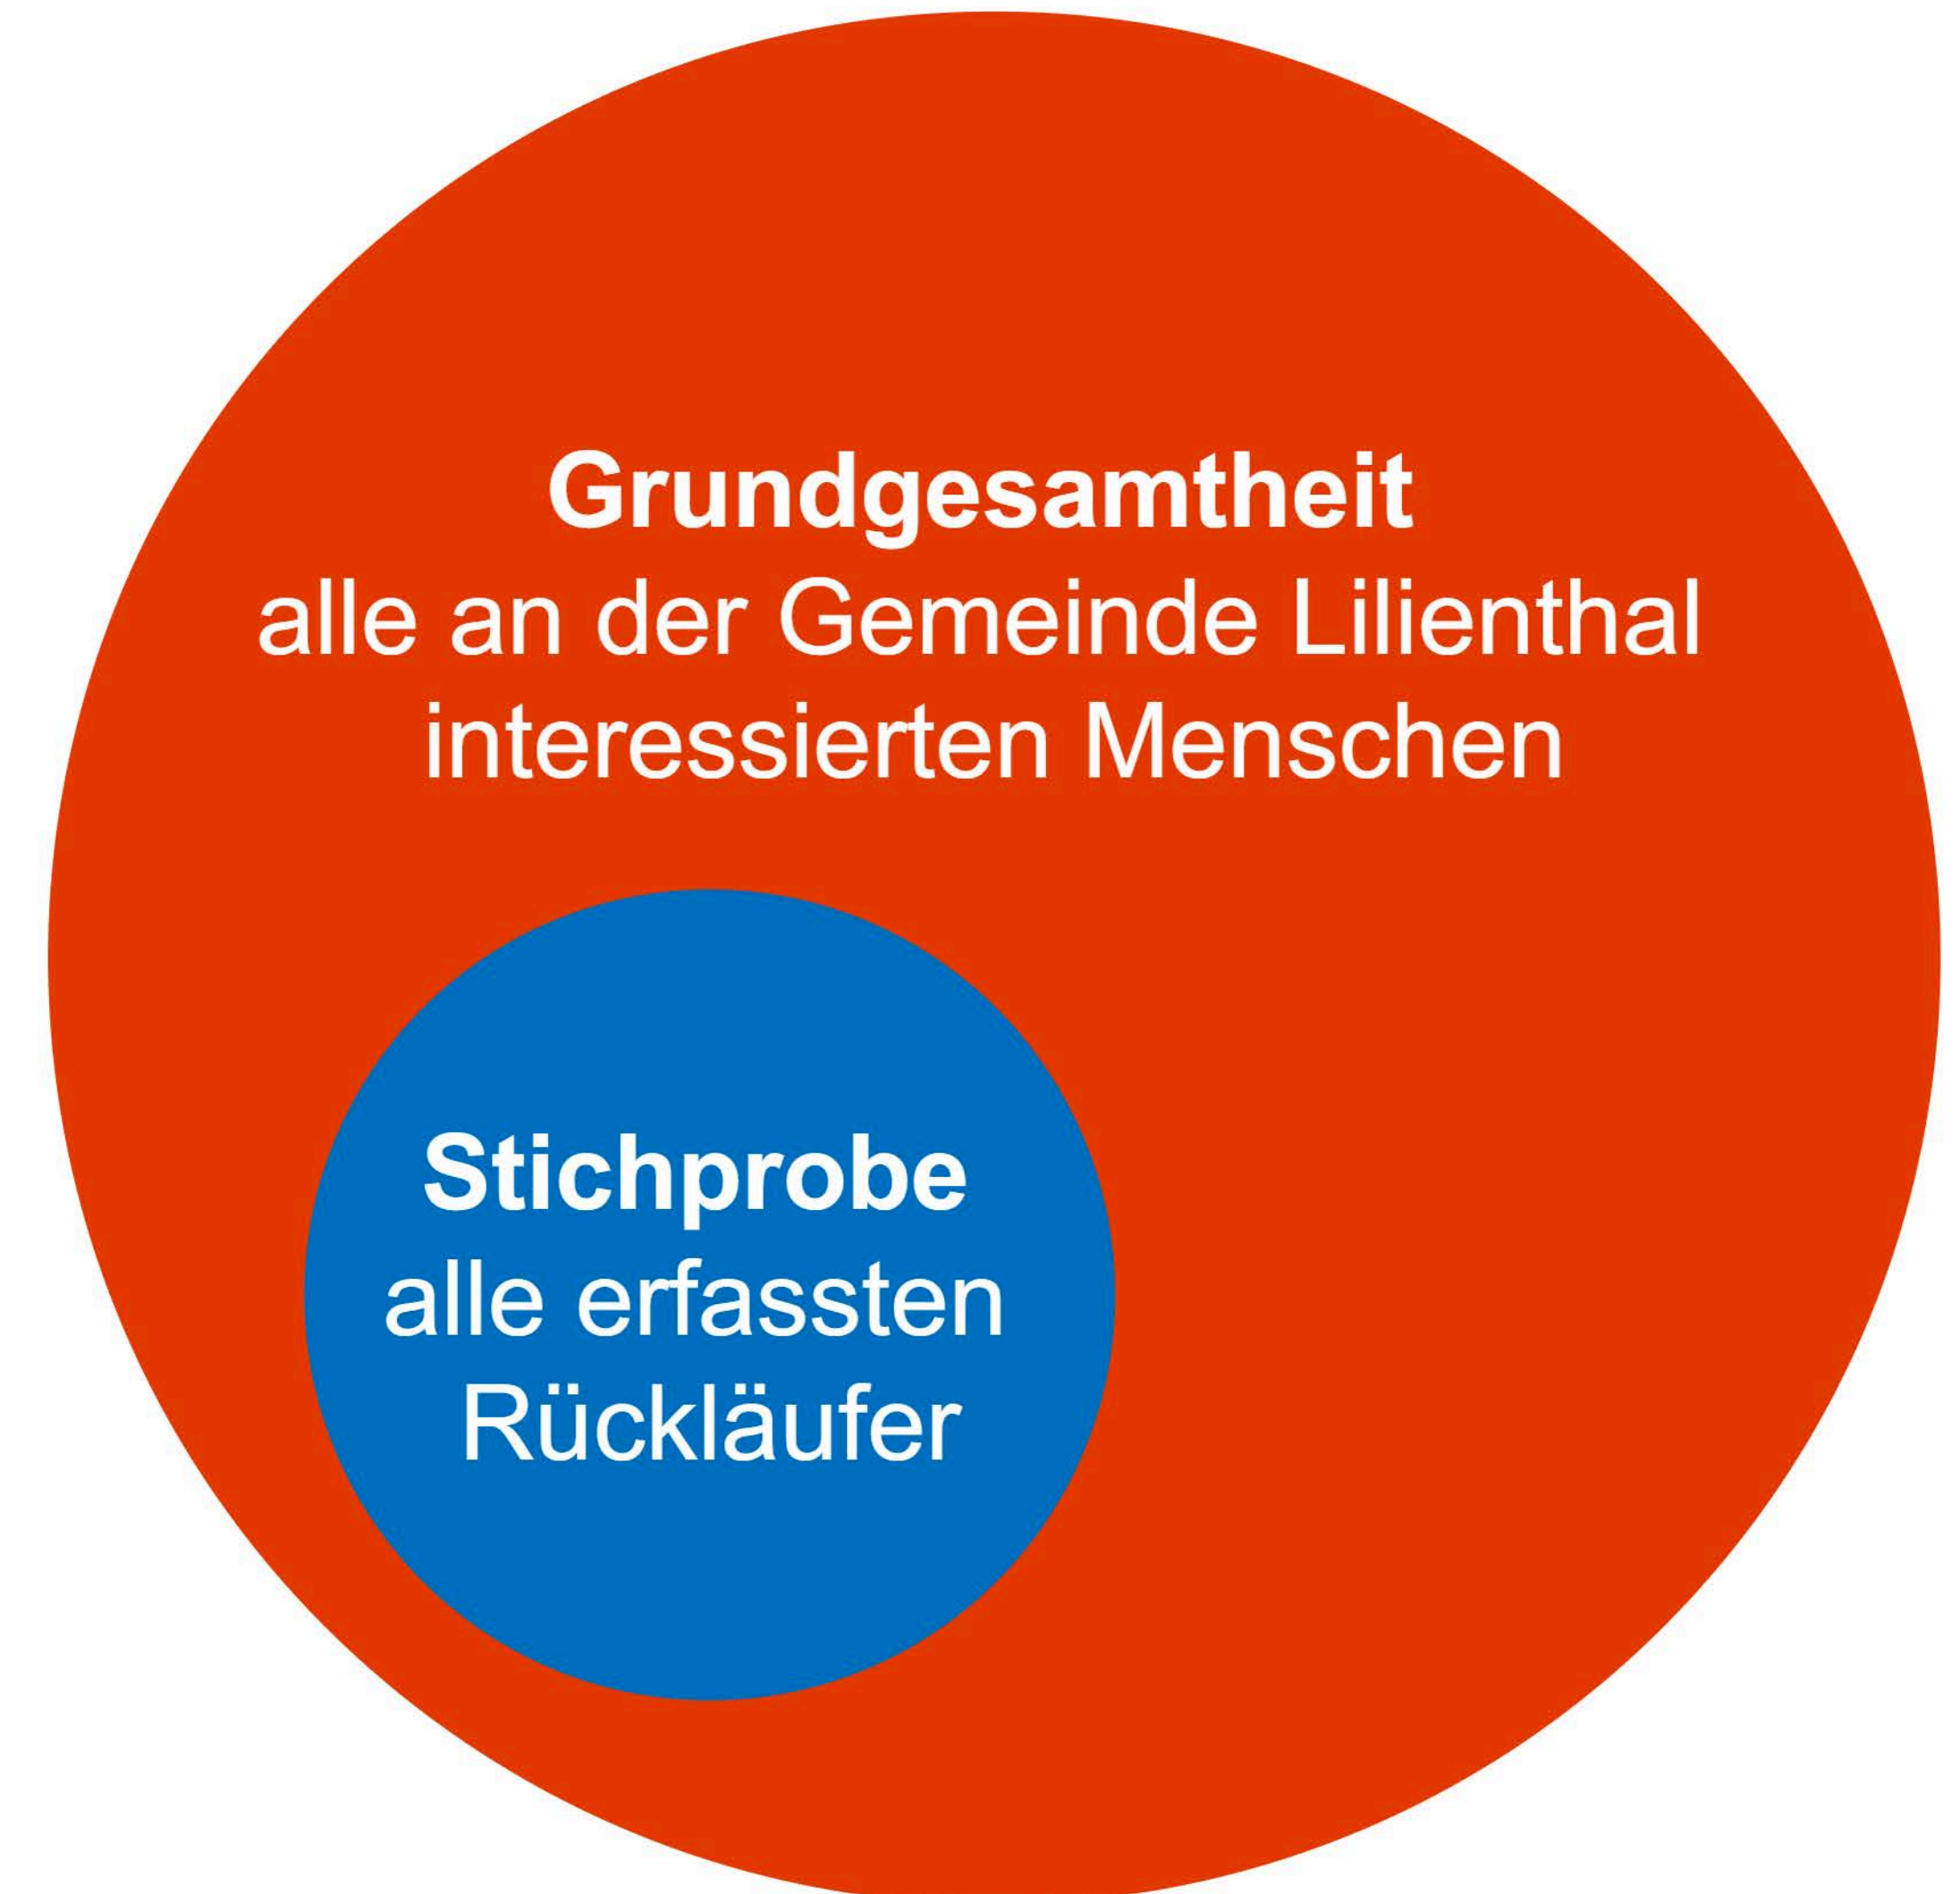 Grundgesamtheit
alle an der Gemeinde Lilienthal
interessierten Menschen
Stichprobe
alle erfassten
Rückläufer